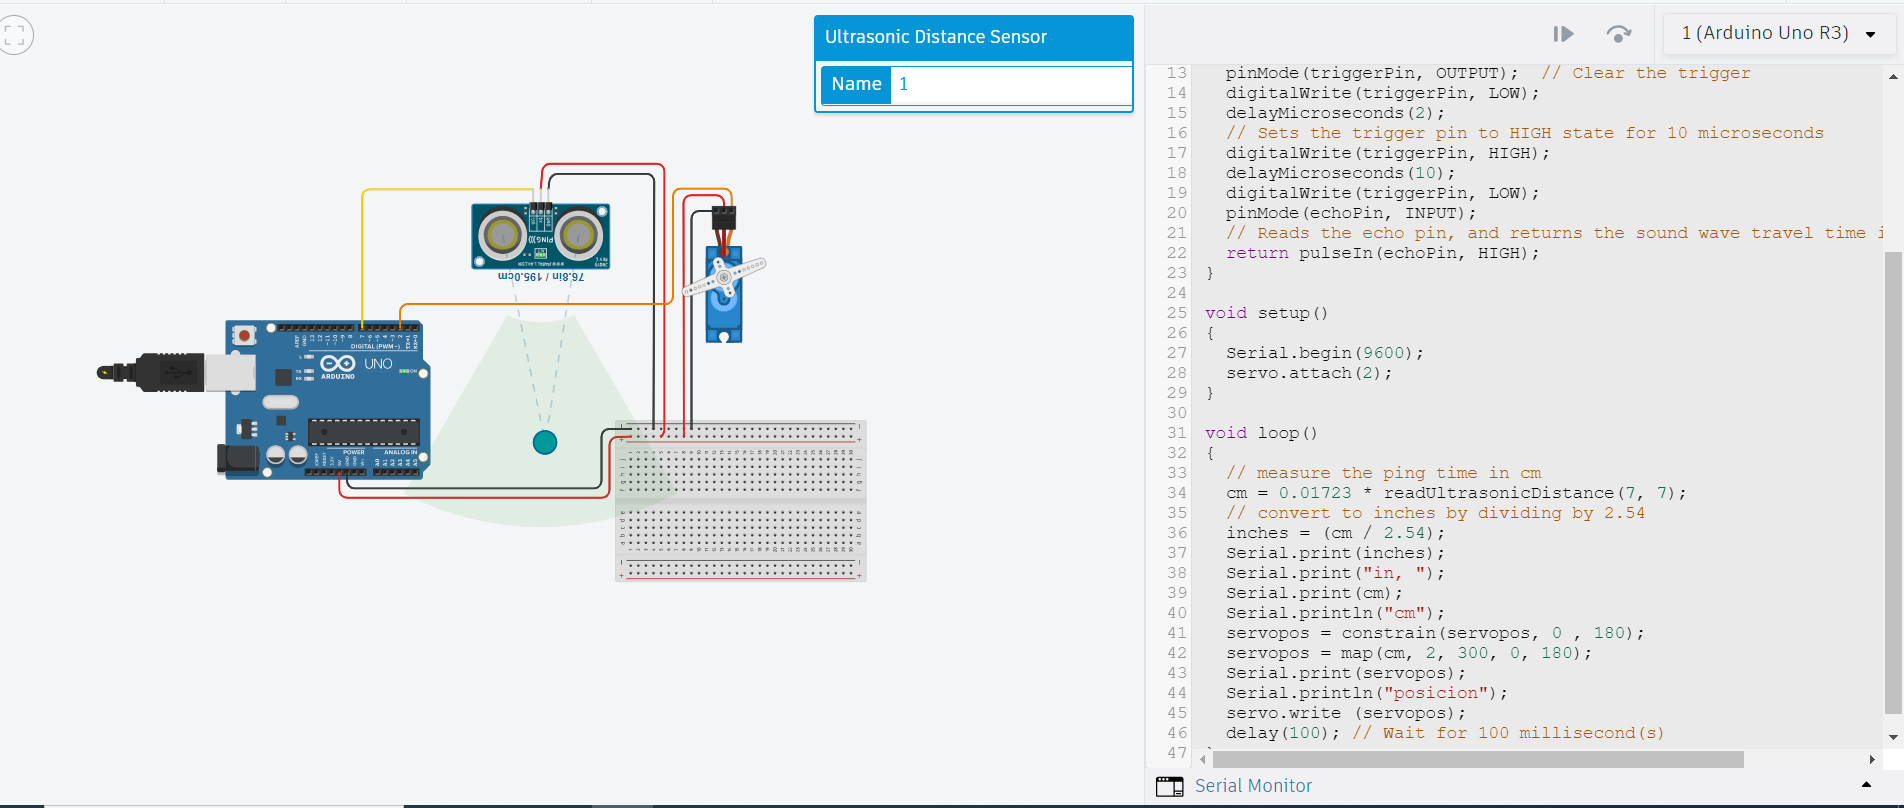 Ultrasonic Distance Sensor
Name 1
1 (Arduino Uno R3)
PING)))
76.8in / 195.0cm
DIGITAL (PWM~)
UNO
ARDUINO
TX
RX
L
ON
POWER
ANALOG IN
13 pinMode(triggerPin, OUTPUT);  // Clear the trigger
14 digitalWrite(triggerPin, LOW);
15 delayMicroseconds(2);
16 // Sets the trigger pin to HIGH state for 10 microseconds
17 digitalWrite(triggerPin, HIGH);
18 delayMicroseconds(10);
19 digitalWrite(triggerPin, LOW);
20 pinMode(echoPin, INPUT);
21 // Reads the echo pin, and returns the sound wave travel time i
22 return pulseIn(echoPin, HIGH);
23 }
24
25 void setup()
26 {
27 Serial.begin(9600);
28 servo.attach(2);
29 }
30
31 void loop()
32 {
33 // measure the ping time in cm
34 cm = 0.01723 * readUltrasonicDistance(7, 7);
35 // convert to inches by dividing by 2.54
36 inches = (cm / 2.54);
37 Serial.print(inches);
38 Serial.print("in, ");
39 Serial.print(cm);
40 Serial.println("cm");
41 servopos = constrain(servopos, 0 , 180);
42 servopos = map(cm, 2, 300, 0, 180);
43 Serial.print(servopos);
44 Serial.println("posicion");
45 servo.write (servopos);
46 delay(100); // Wait for 100 millisecond(s)
47
Serial Monitor